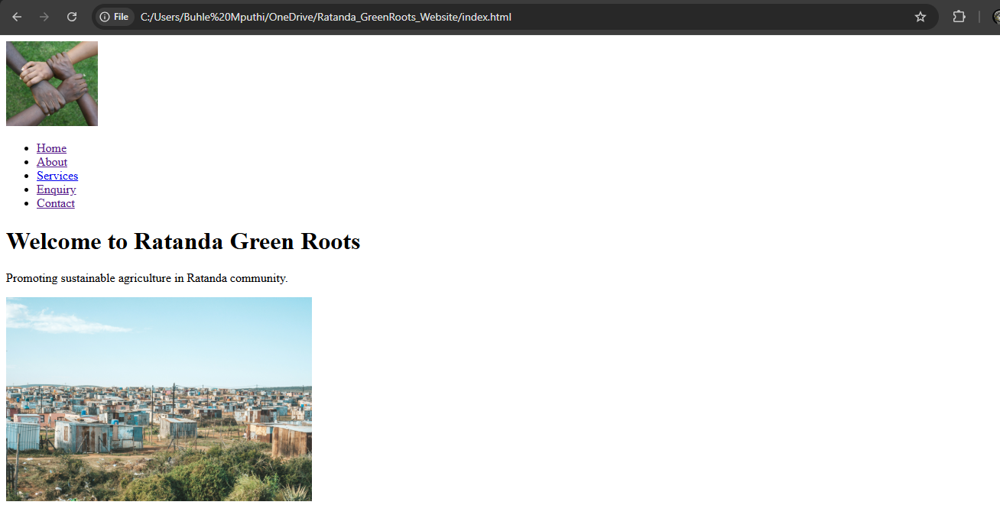 File C:/Users/Buhle%20Mputhi/OneDrive/Ratanda_GreenRoots_Website/index.html
Home
About
Services
Enquiry
Contact
Welcome to Ratanda Green Roots
Promoting sustainable agriculture in Ratanda community.